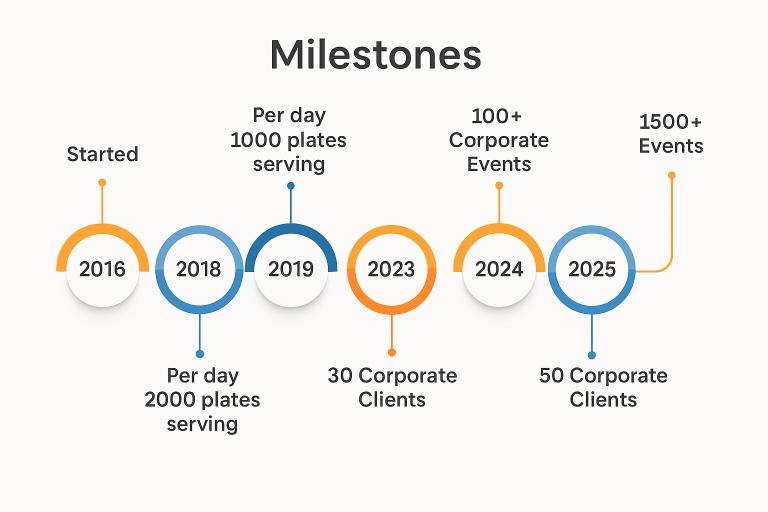 Milestones
Started
Per day
1000 plates
serving
100+
Corporate
Events
1500+
Events
2016
2018
2019
2023
2024
2025
Per day
2000 plates
serving
30 Corporate
Clients
50 Corporate
Clients